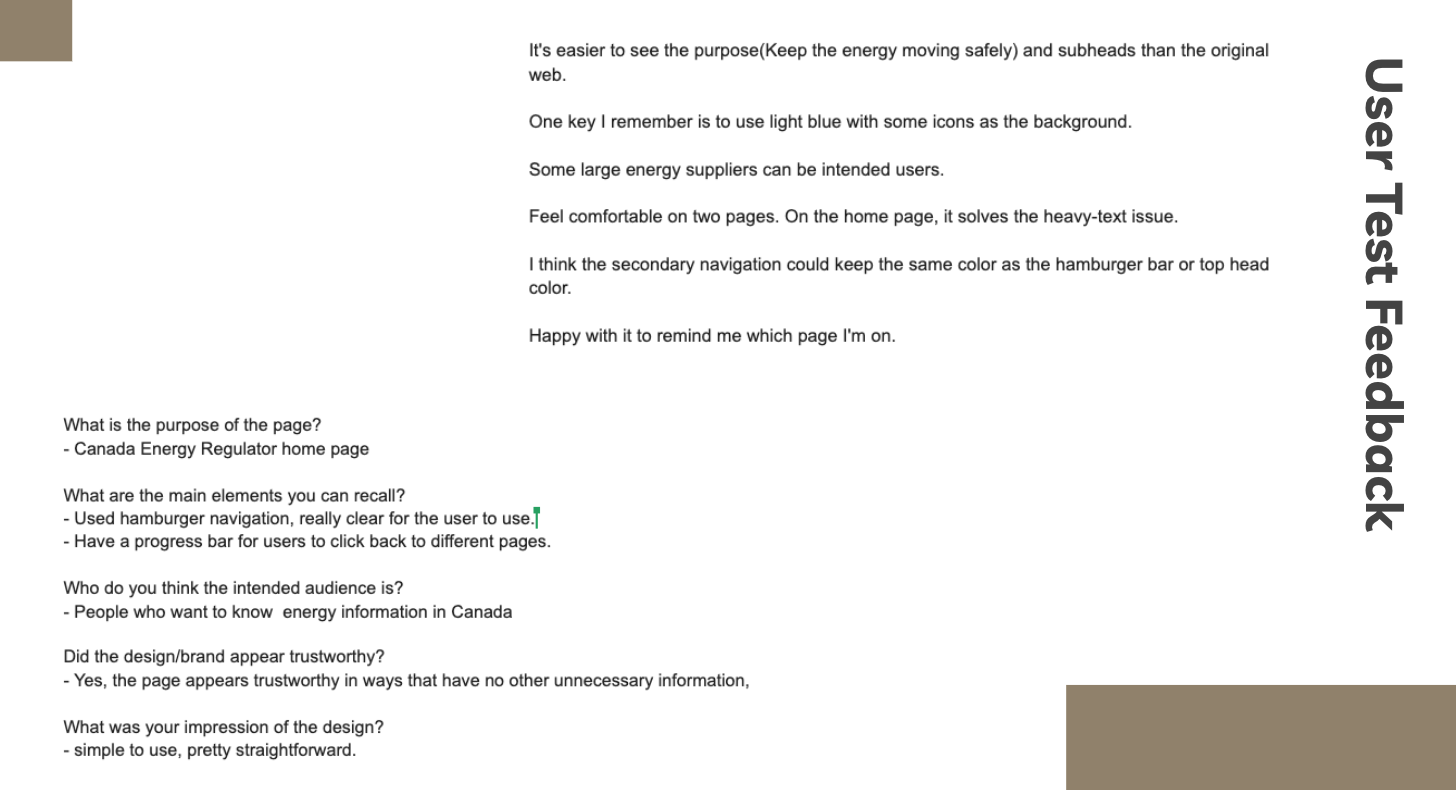 User Test Feedback
It's easier to see the purpose(Keep the energy moving safely) and subheads than the original
web.
One key I remember is to use light blue with some icons as the background.
Some large energy suppliers can be intended users.
Feel comfortable on two pages. On the home page, it solves the heavy-text issue.
I think the secondary navigation could keep the same color as the hamburger bar or top head
color.
Happy with it to remind me which page I'm on.
What is the purpose of the page?
- Canada Energy Regulator home page
What are the main elements you can recall?
- Used hamburger navigation, really clear for the user to use.
- Have a progress bar for users to click back to different pages.
Who do you think the intended audience is?
- People who want to know  energy information in Canada
Did the design/brand appear trustworthy?
- Yes, the page appears trustworthy in ways that have no other unnecessary information,
What was your impression of the design?
- simple to use, pretty straightforward.